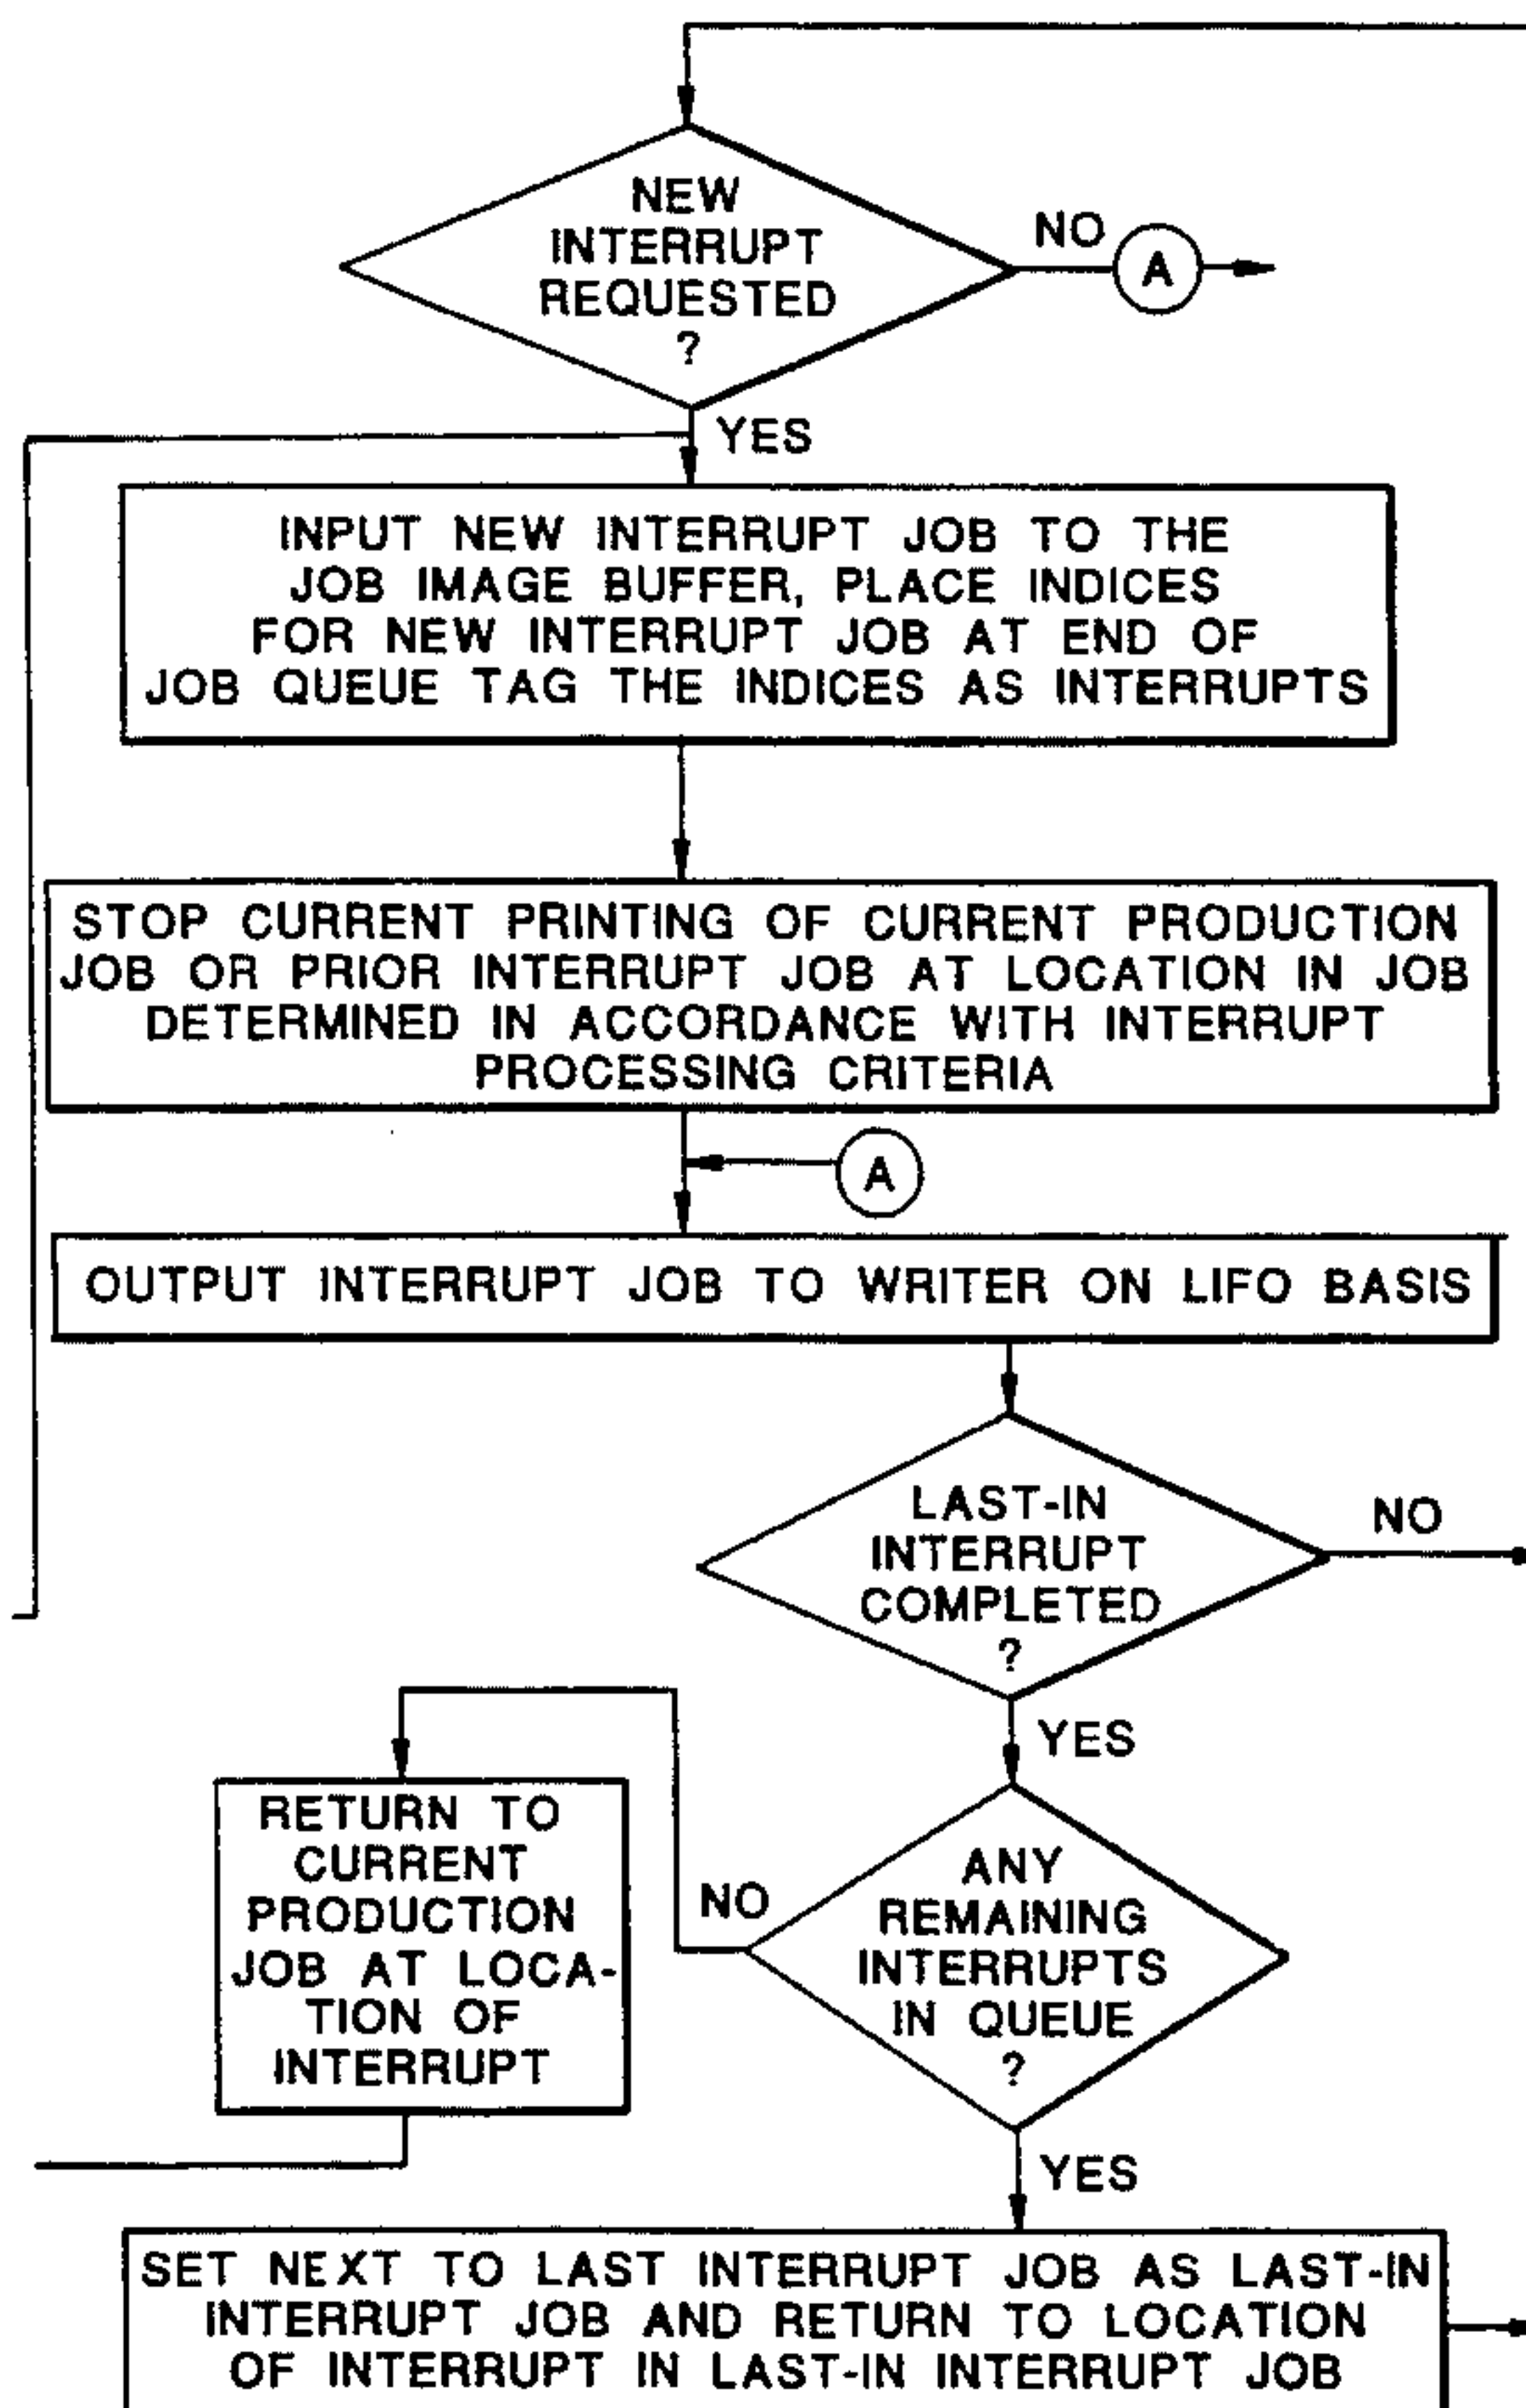 NEW
INTERRUPT
REQUESTED
?
NO
A
YES
INPUT NEW INTERRUPT JOB TO THE
JOB IMAGE BUFFER, PLACE INDICES
FOR NEW INTERRUPT JOB AT END OF
JOB QUEUE TAG THE INDICES AS INTERRUPTS
STOP CURRENT PRINTING OF CURRENT PRODUCTION
JOB OR PRIOR INTERRUPT JOB AT LOCATION IN JOB
DETERMINED IN ACCORDANCE WITH INTERRUPT
PROCESSING CRITERIA
A
OUTPUT INTERRUPT JOB TO WRITER ON LIFO BASIS
LAST-IN
INTERRUPT
COMPLETED
?
NO
YES
RETURN TO
CURRENT
PRODUCTION
JOB AT LOCA-
TION OF
INTERRUPT
NO
ANY
REMAINING
INTERRUPTS
IN QUEUE
?
YES
SET NEXT TO LAST INTERRUPT JOB AS LAST-IN
INTERRUPT JOB AND RETURN TO LOCATION
OF INTERRUPT IN LAST-IN INTERRUPT JOB